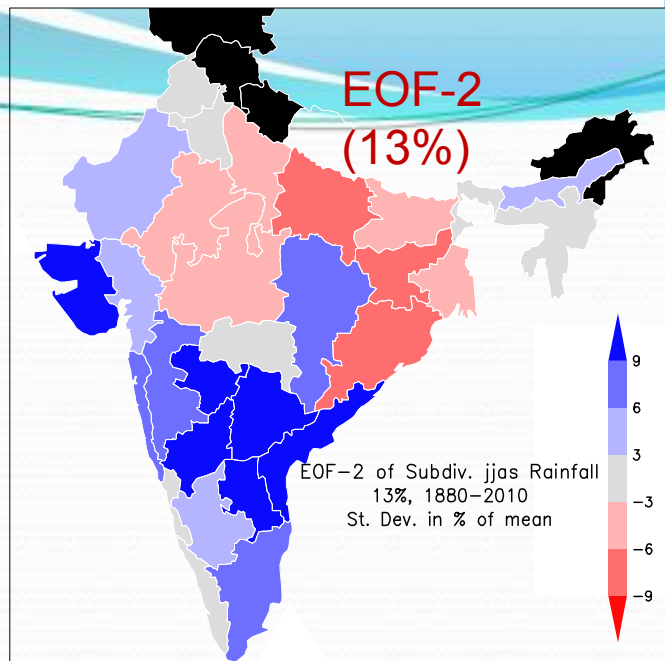 EOF-2
(13%)
EOF-2 of Subdiv. jjas Rainfall
13%, 1880-2010
St. Dev. in % of mean
9
6
3
-3
-6
-9